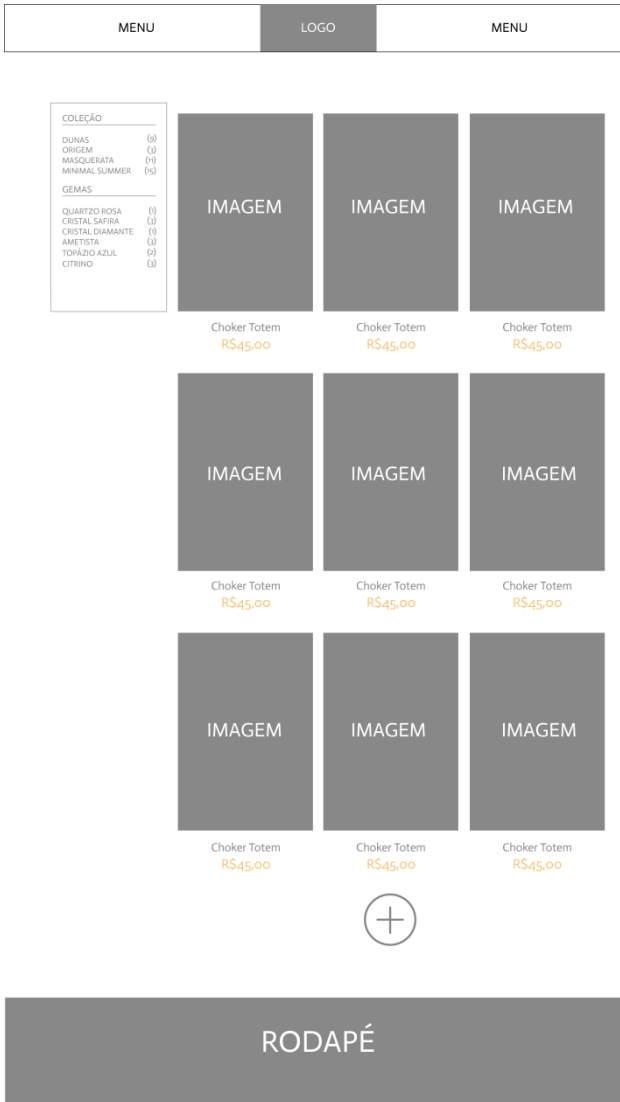 MENU LOGO MENU
COLEÇÃO
DUNAS (9)
ORIGEM (3)
MASQUERATA (11)
MINIMAL SUMMER (15)
GEMAS
QUARTZO ROSA (1)
CRISTAL SAFIRA (3)
CRISTAL DIAMANTE (1)
AMETISTA (3)
TOPÁZIO AZUL (2)
CITRINO (3)
IMAGEM IMAGEM IMAGEM
Choker Totem Choker Totem Choker Totem
R$45,00 R$45,00 R$45,00
IMAGEM IMAGEM IMAGEM
Choker Totem Choker Totem Choker Totem
R$45,00 R$45,00 R$45,00
IMAGEM IMAGEM IMAGEM
Choker Totem Choker Totem Choker Totem
R$45,00 R$45,00 R$45,00
RODAPÉ